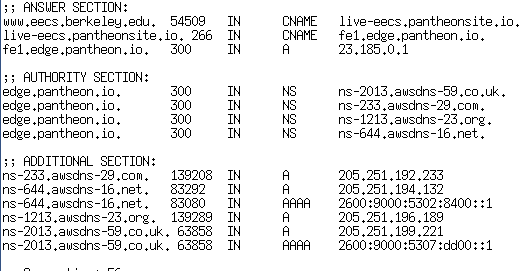 ;; ANSWER SECTION:
www.eecs.berkeley.edu. 54509 IN CNAME live-eecs.pantheonsite.io.
live-eecs.pantheonsite.io. 266 IN CNAME fe1.edge.pantheon.io.
fe1.edge.pantheon.io. 300 IN A 23.185.0.1
;; AUTHORITY SECTION:
edge.pantheon.io. 300 IN NS ns-2013.awsdns-59.co.uk.
edge.pantheon.io. 300 IN NS ns-233.awsdns-29.com.
edge.pantheon.io. 300 IN NS ns-1213.awsdns-23.org.
edge.pantheon.io. 300 IN NS ns-644.awsdns-16.net.
;; ADDITIONAL SECTION:
ns-233.awsdns-29.com. 139208 IN A 205.251.192.233
ns-644.awsdns-16.net. 83292 IN A 205.251.194.132
ns-644.awsdns-16.net. 83080 IN AAAA 2600:9000:5302:8400::1
ns-1213.awsdns-23.org. 139289 IN A 205.251.196.189
ns-2013.awsdns-59.co.uk. 63858 IN A 205.251.199.221
ns-2013.awsdns-59.co.uk. 63858 IN AAAA 2600:9000:5307:dd00::1